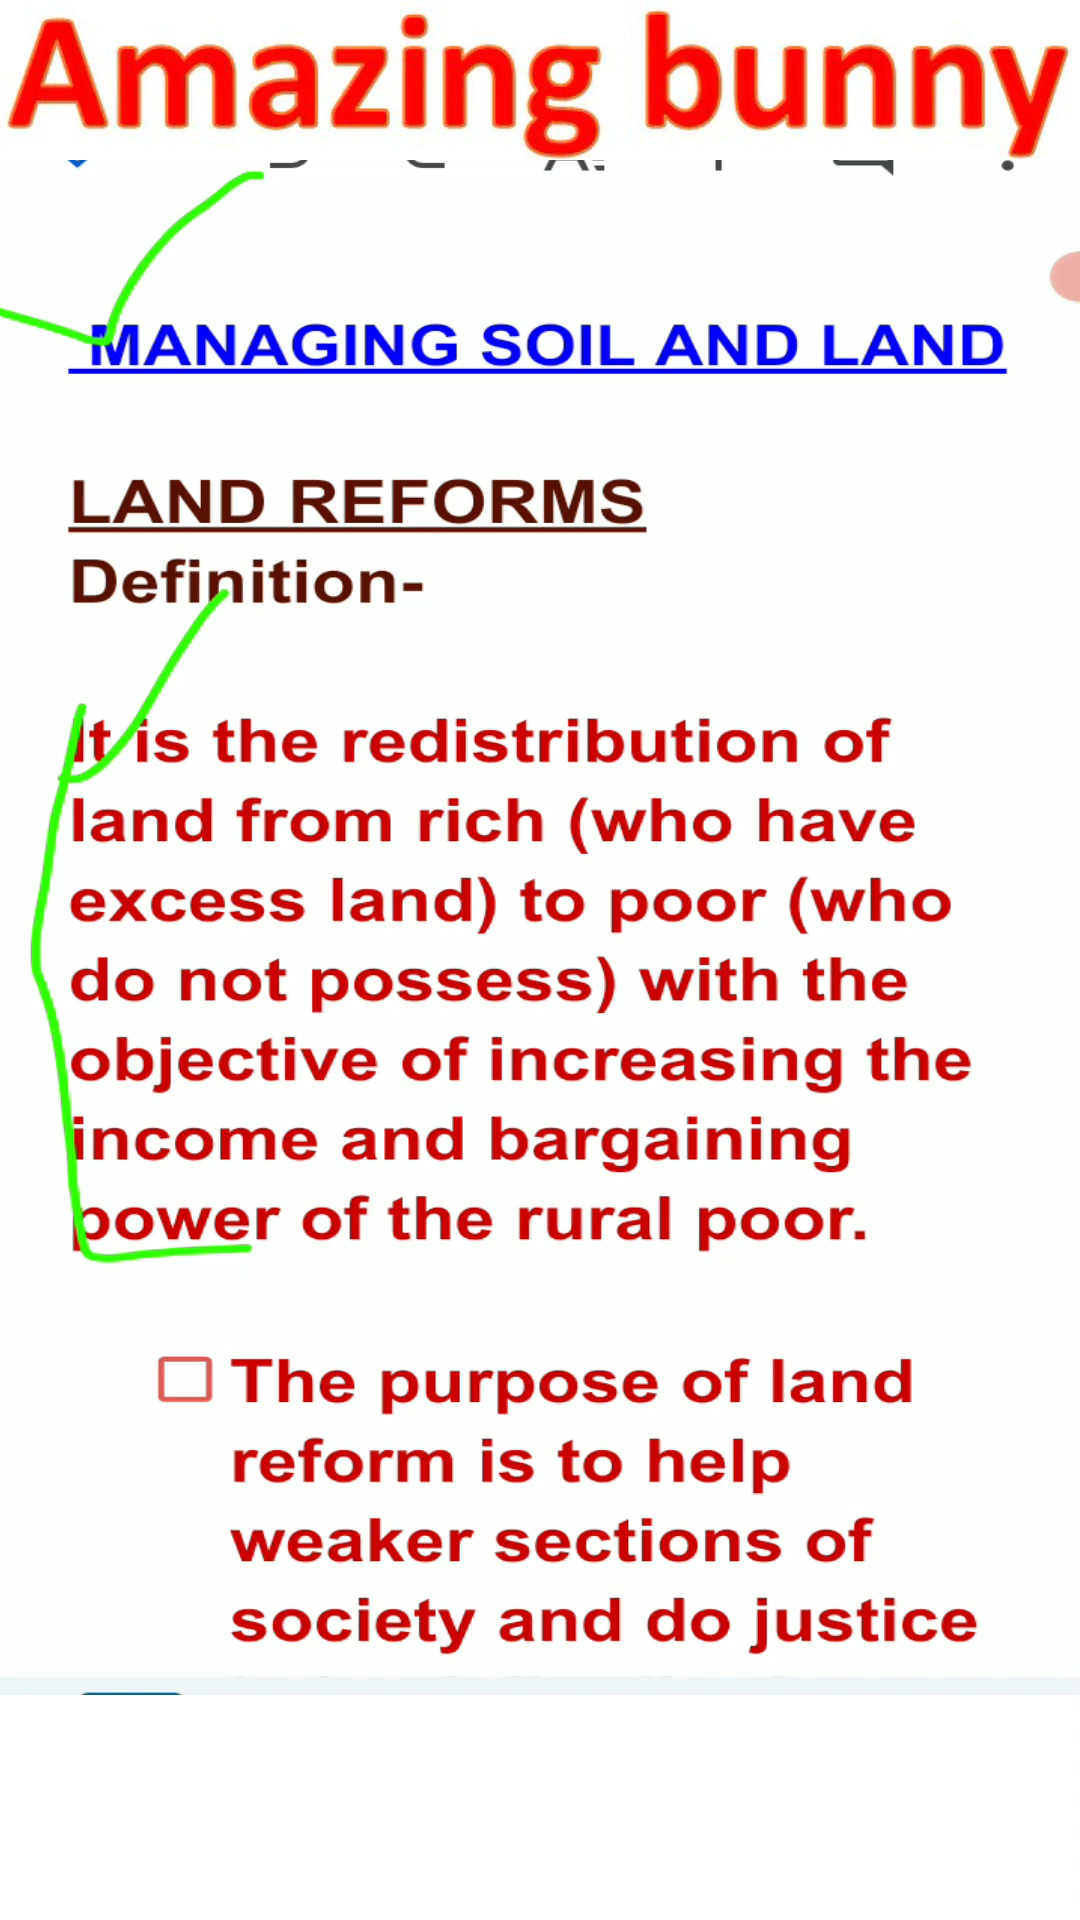 Amazing bunny
MANAGING SOIL AND LAND
LAND REFORMS
Definition-
It is the redistribution of
land from rich (who have
excess land) to poor (who
do not possess) with the
objective of increasing the
income and bargaining
power of the rural poor.
The purpose of land
reform is to help
weaker sections of
society and do justice